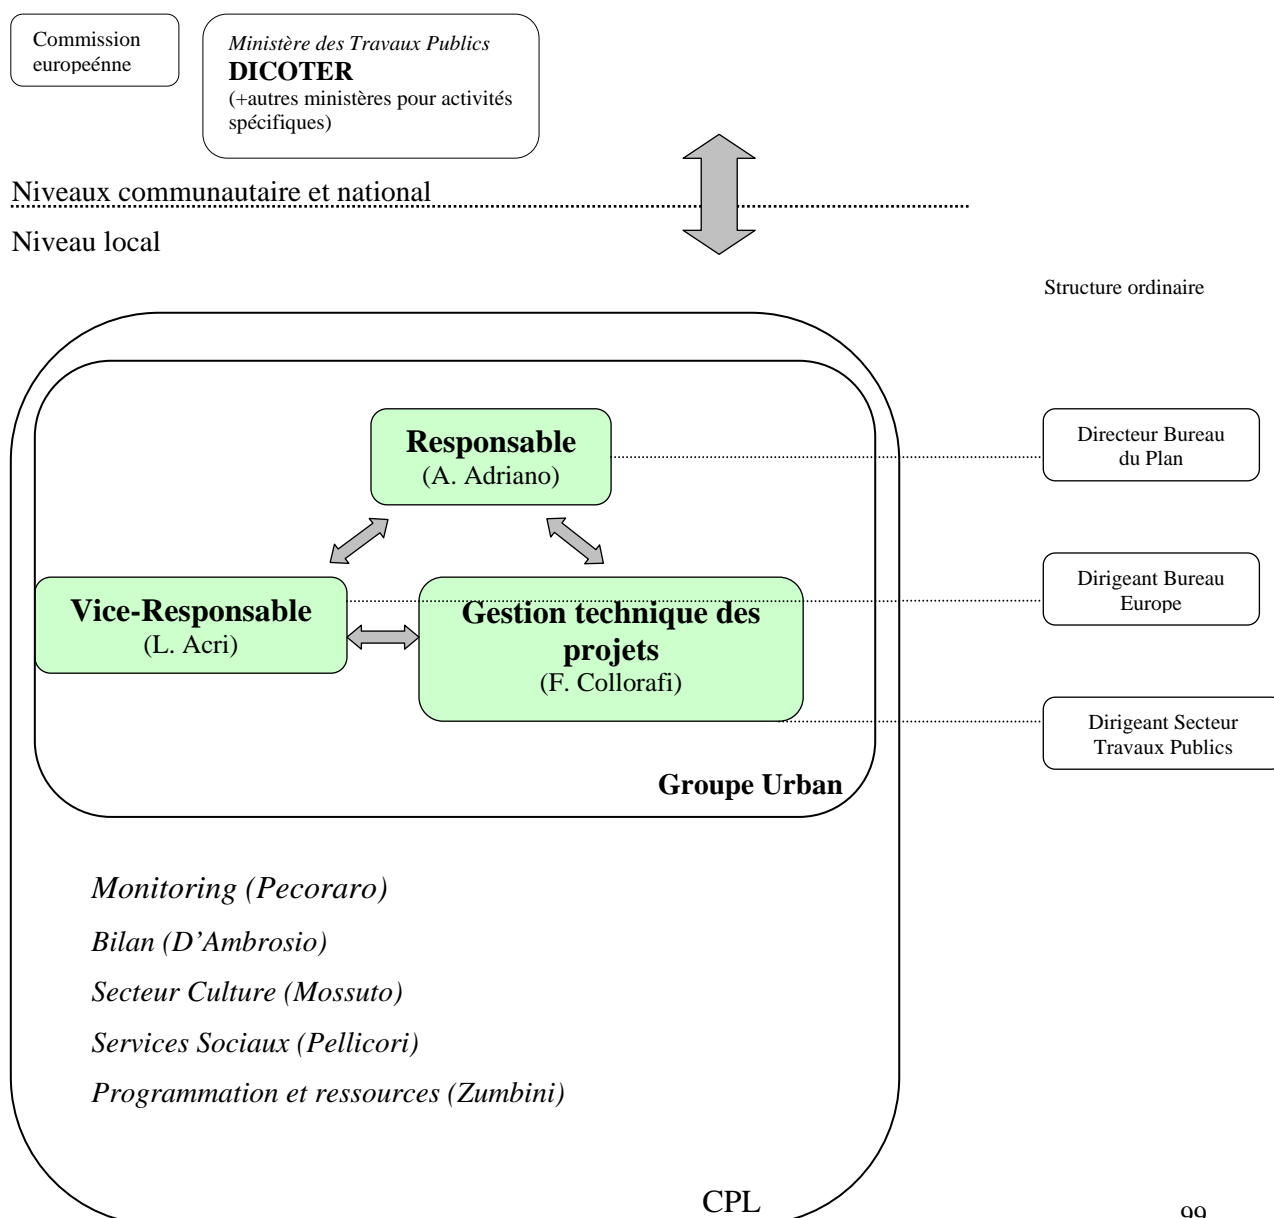 Commission
europeénne
Ministère des Travaux Publics
DICOTER
(+autres ministères pour activités
spécifiques)
Niveaux communautaire et national
Niveau local
Structure ordinaire
Responsable
(A. Adriano)
Directeur Bureau
du Plan
Vice-Responsable
(L. Acri)
Gestion technique des
projets
(F. Collorafi)
Dirigeant Bureau
Europe
Dirigeant Secteur
Travaux Publics
Groupe Urban
Monitoring (Pecoraro)
Bilan (D’Ambrosio)
Secteur Culture (Mossuto)
Services Sociaux (Pellicori)
Programmation et ressources (Zumbini)
CPL
99